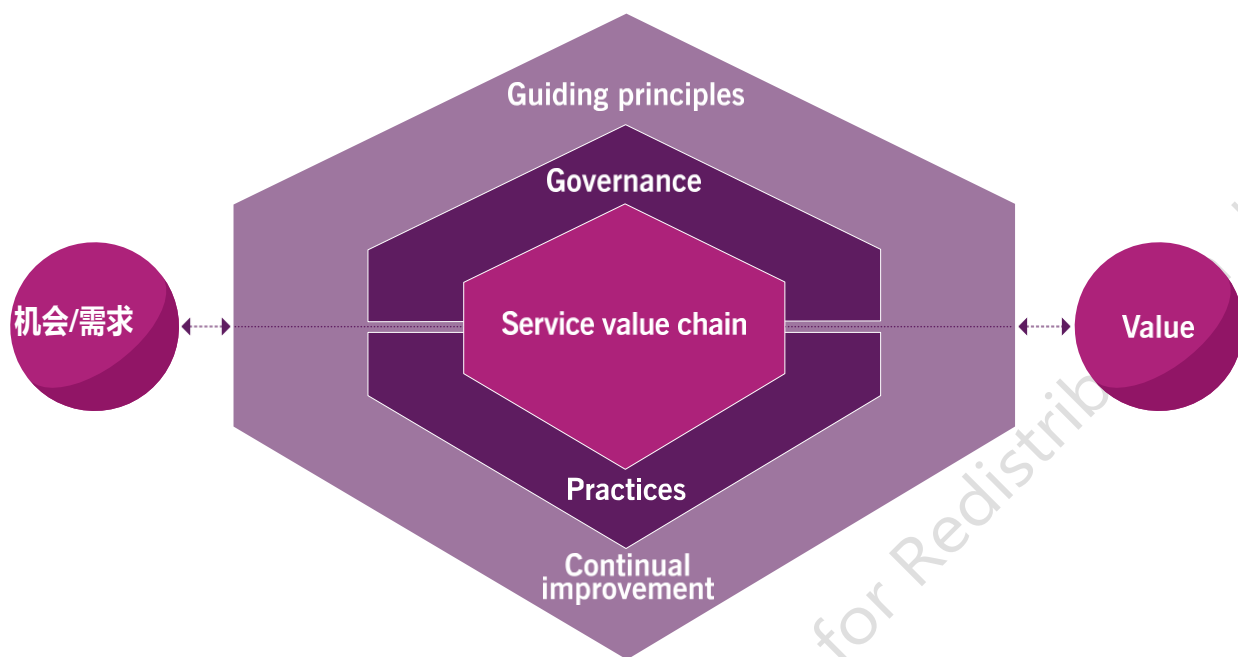 Guiding principles
Governance
机会/需求
Service value chain
Value
Practices
Continual
improvement
for Redistrib